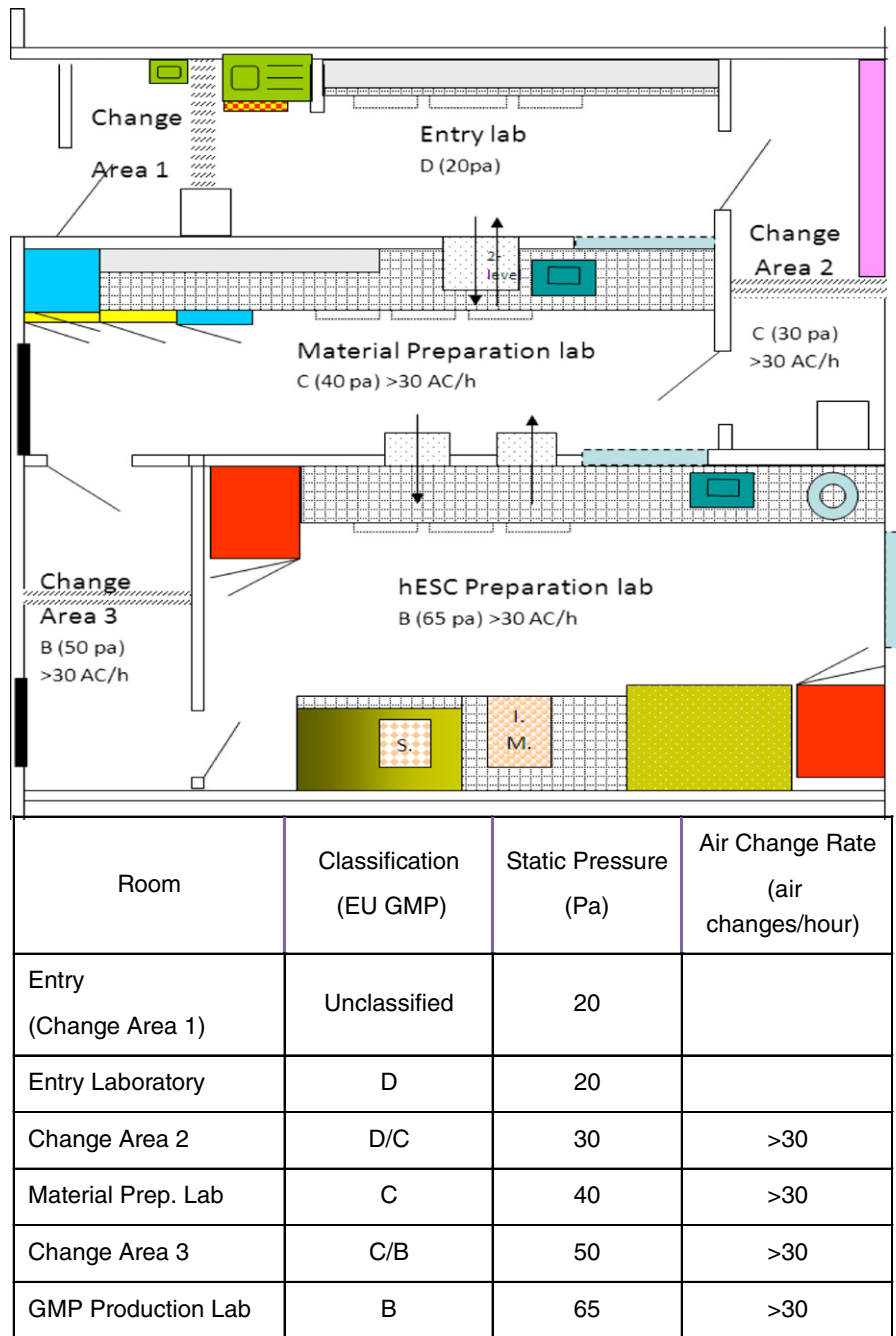 Change
Area 1
Entry lab
D (20pa)
2-
level
Change
Area 2
C (30 pa)
>30 AC/h
Material Preparation lab
C (40 pa) >30 AC/h
Change
Area 3
B (50 pa)
>30 AC/h
hESC Preparation lab
B (65 pa) >30 AC/h
S.
I.
M.
Room
Classification
(EU GMP)
Static Pressure
(Pa)
Air Change Rate
(air
changes/hour)
Entry
(Change Area 1)
Unclassified
20
Entry Laboratory
D
20
Change Area 2
D/C
30
>30
Material Prep. Lab
C
40
>30
Change Area 3
C/B
50
>30
GMP Production Lab
B
65
>30